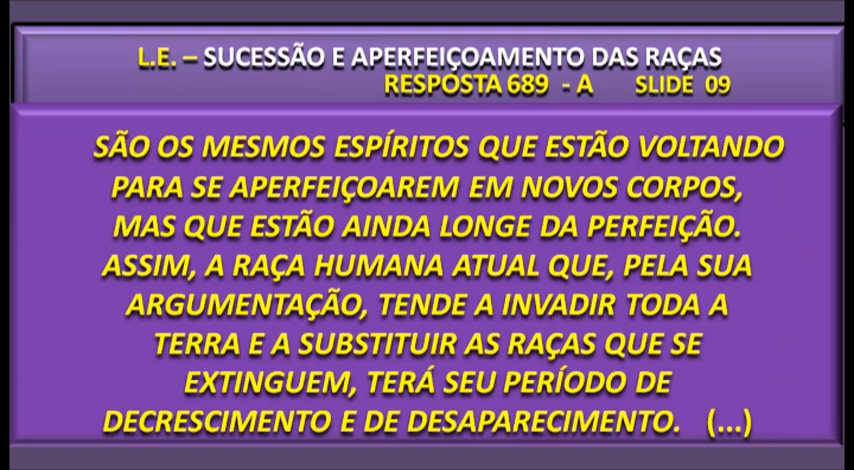 L.E. – SUCESSÃO E APERFEIÇOAMENTO DAS RAÇAS
RESPOSTA 689 - A SLIDE 09
SÃO OS MESMOS ESPÍRITOS QUE ESTÃO VOLTANDO
PARA SE APERFEIÇOAREM EM NOVOS CORPOS,
MAS QUE ESTÃO AINDA LONGE DA PERFEIÇÃO.
ASSIM, A RAÇA HUMANA ATUAL QUE, PELA SUA
ARGUMENTAÇÃO, TENDE A INVADIR TODA A
TERRA E A SUBSTITUIR AS RAÇAS QUE SE
EXTINGUEM, TERÁ SEU PERÍODO DE
DECRESCIMENTO E DE DESAPARECIMENTO. (...)